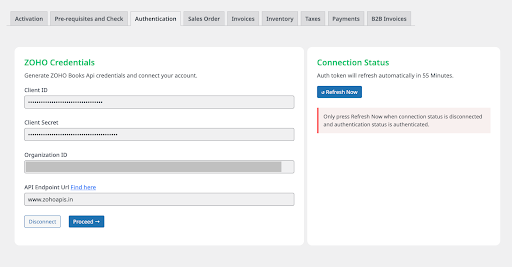 Activation
Pre-requisites and Check
Authentication
Sales Order
Invoices
Inventory
Taxes
Payments
B2B Invoices
ZOHO Credentials
Generate ZOHO Books Api credentials and connect your account.
Client ID
Client Secret
Organization ID
API Endpoint Url Find here
www.zohoapis.in
Disconnect
Proceed →
Connection Status
Auth token will refresh automatically in 55 Minutes.
Refresh Now
Only press Refresh Now when connection status is disconnected
and authentication status is authenticated.